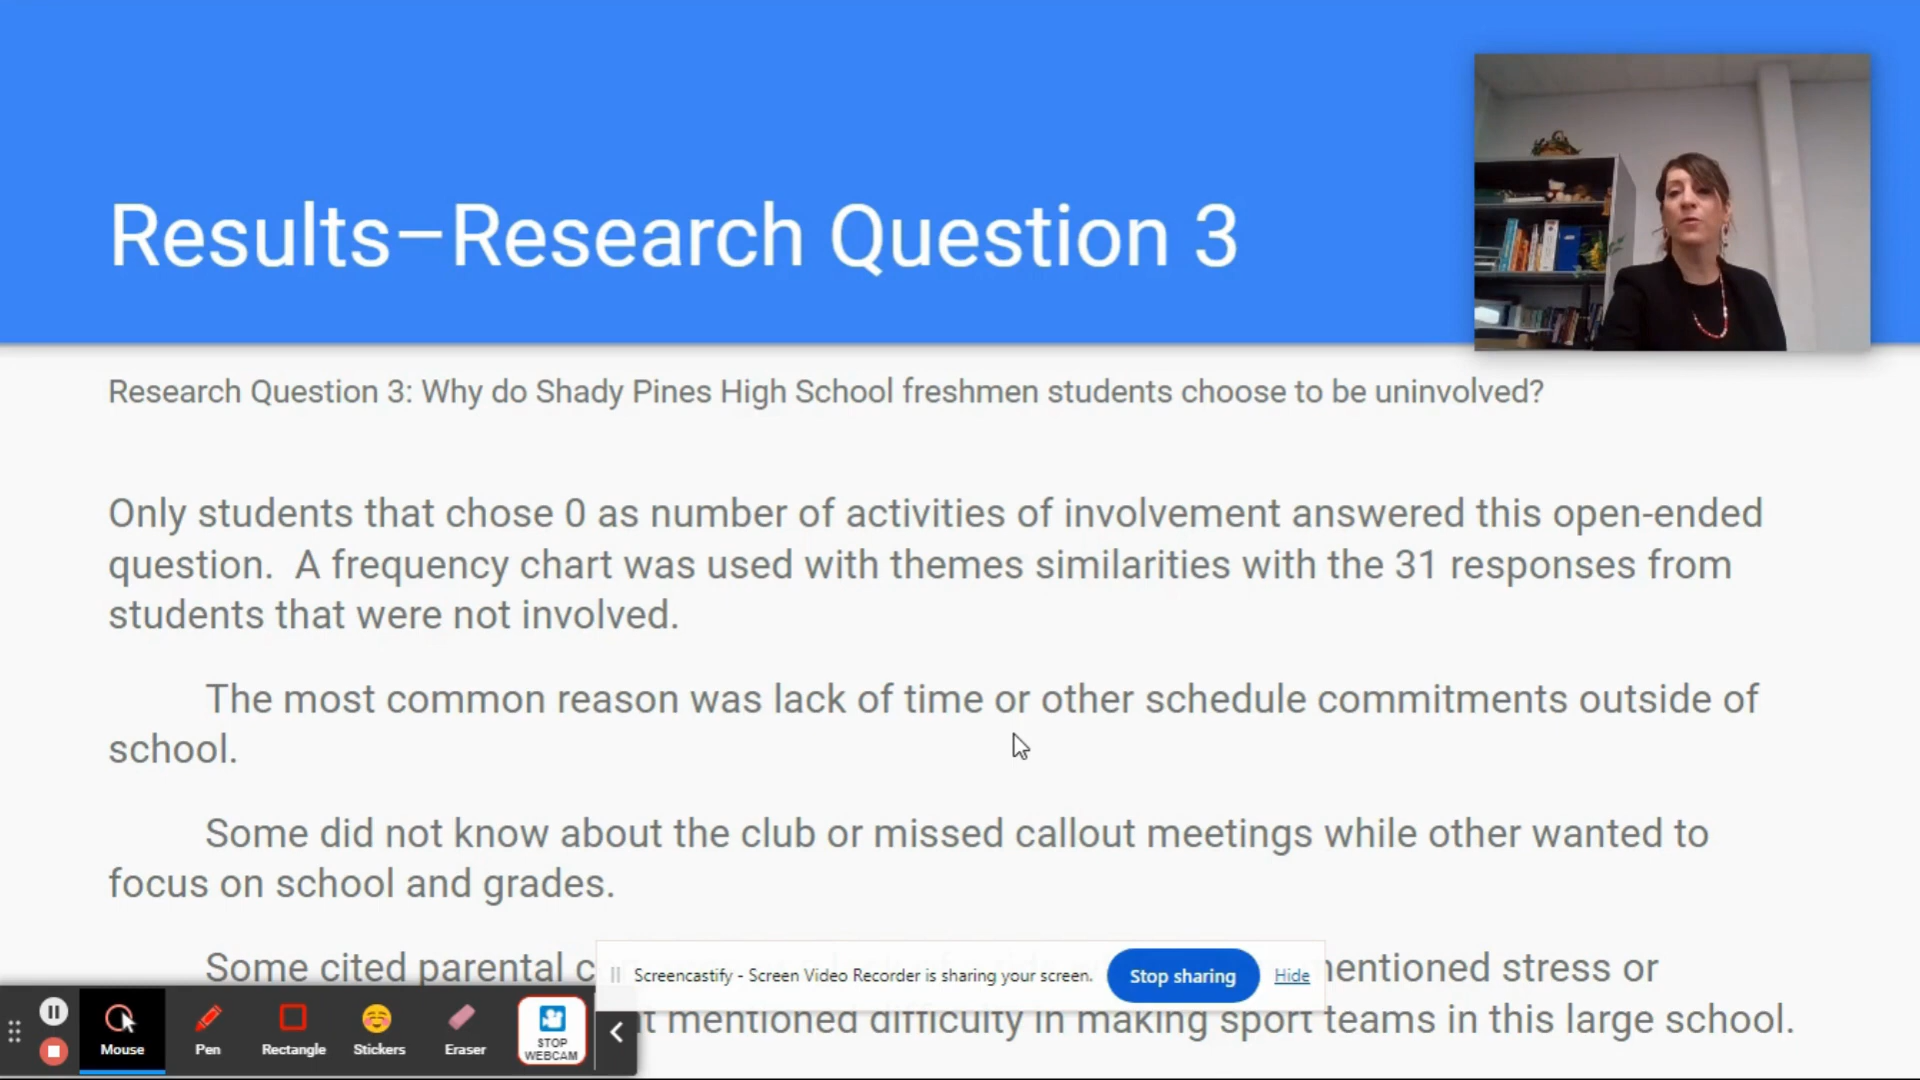 Results–Research Question 3
Research Question 3: Why do Shady Pines High School freshmen students choose to be uninvolved?
Only students that chose 0 as number of activities of involvement answered this open-ended
question.  A frequency chart was used with themes similarities with the 31 responses from
students that were not involved.
The most common reason was lack of time or other schedule commitments outside of
school.
Some did not know about the club or missed callout meetings while other wanted to
focus on school and grades.
Some cited parental
stress or
mentioned difficulty in making sport teams in this large school.
Screencastify - Screen Video Recorder is sharing your screen.
Stop sharing
Hide
Mouse
Pen
Rectangle
Stickers
Eraser
STOP
WEBCAM